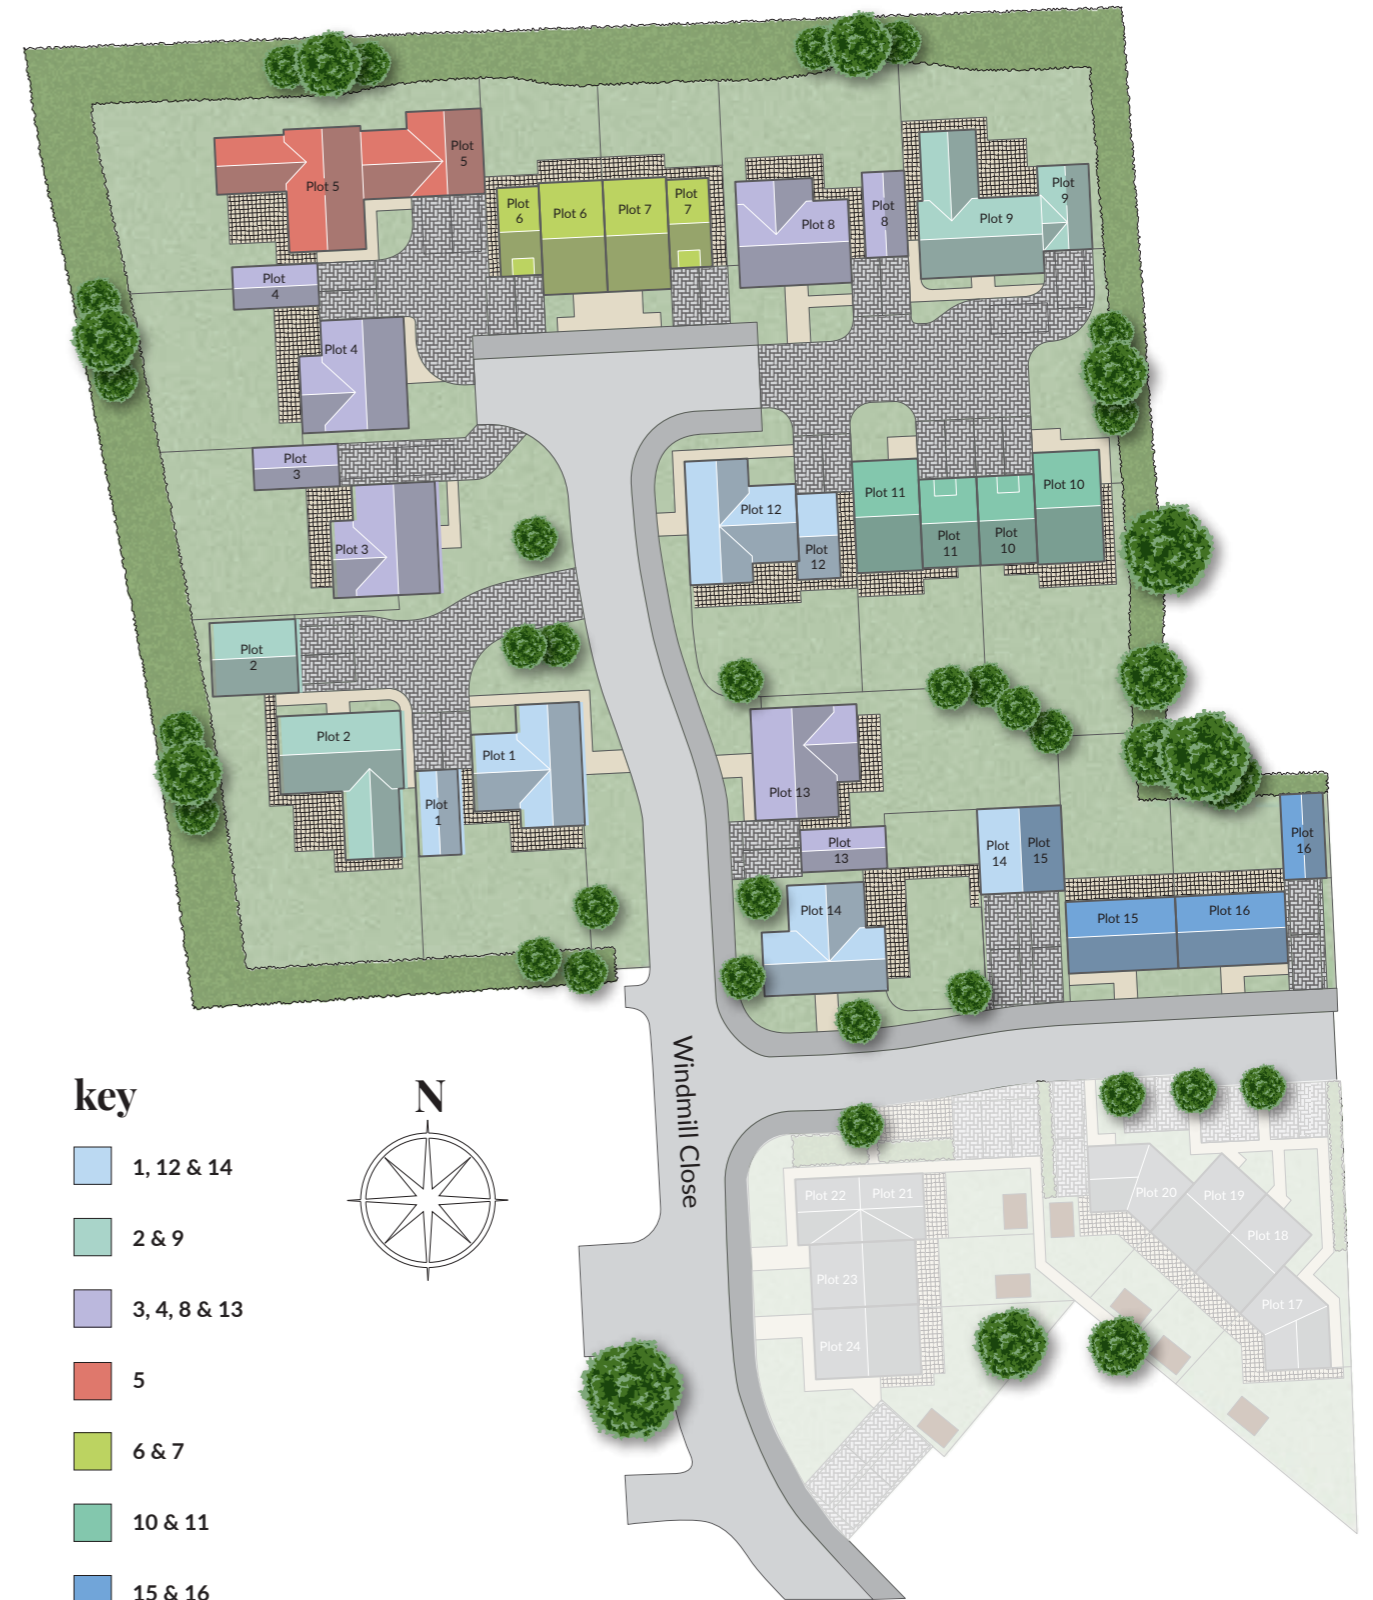 Plot
5
Plot 5
Plot
6
Plot 6
Plot 7
Plot
7
Plot 8
Plot
8
Plot
9
Plot 9
Plot
4
Plot 4
Plot
3
Plot 3
Plot 12
Plot
12
Plot 11
Plot
11
Plot
10
Plot 10
Plot
2
Plot 2
Plot 1
Plot
1
Plot 13
Plot
13
Plot
14
Plot
15
Plot
16
Plot 14
Plot 15
Plot 16
Windmill Close
Plot 22
Plot 21
Plot 23
Plot 24
Plot 20
Plot 19
Plot 18
Plot 17
key
N
1, 12 & 14
2 & 9
3, 4, 8 & 13
5
6 & 7
10 & 11
15 & 16